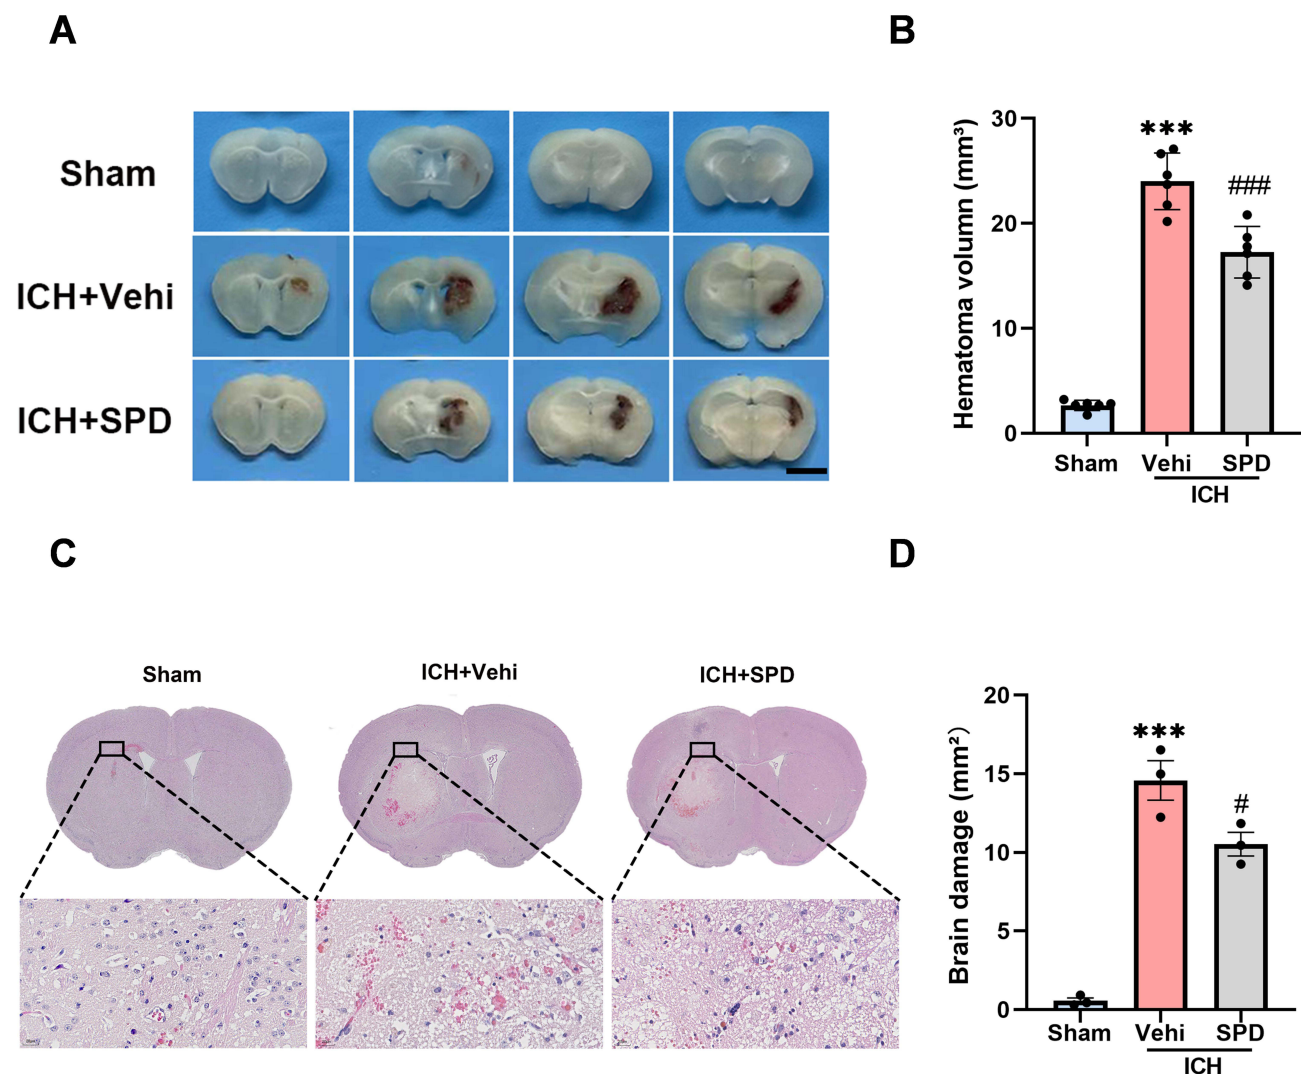 A
Sham
ICH+Vehi
ICH+SPD
B
Hematoma volumn (mm³)
30
20
10
0
***
###
Sham Vehi SPD
ICH
C
Sham
ICH+Vehi
ICH+SPD
D
Brain damage (mm²)
20
15
10
5
0
***
#
Sham Vehi SPD
ICH